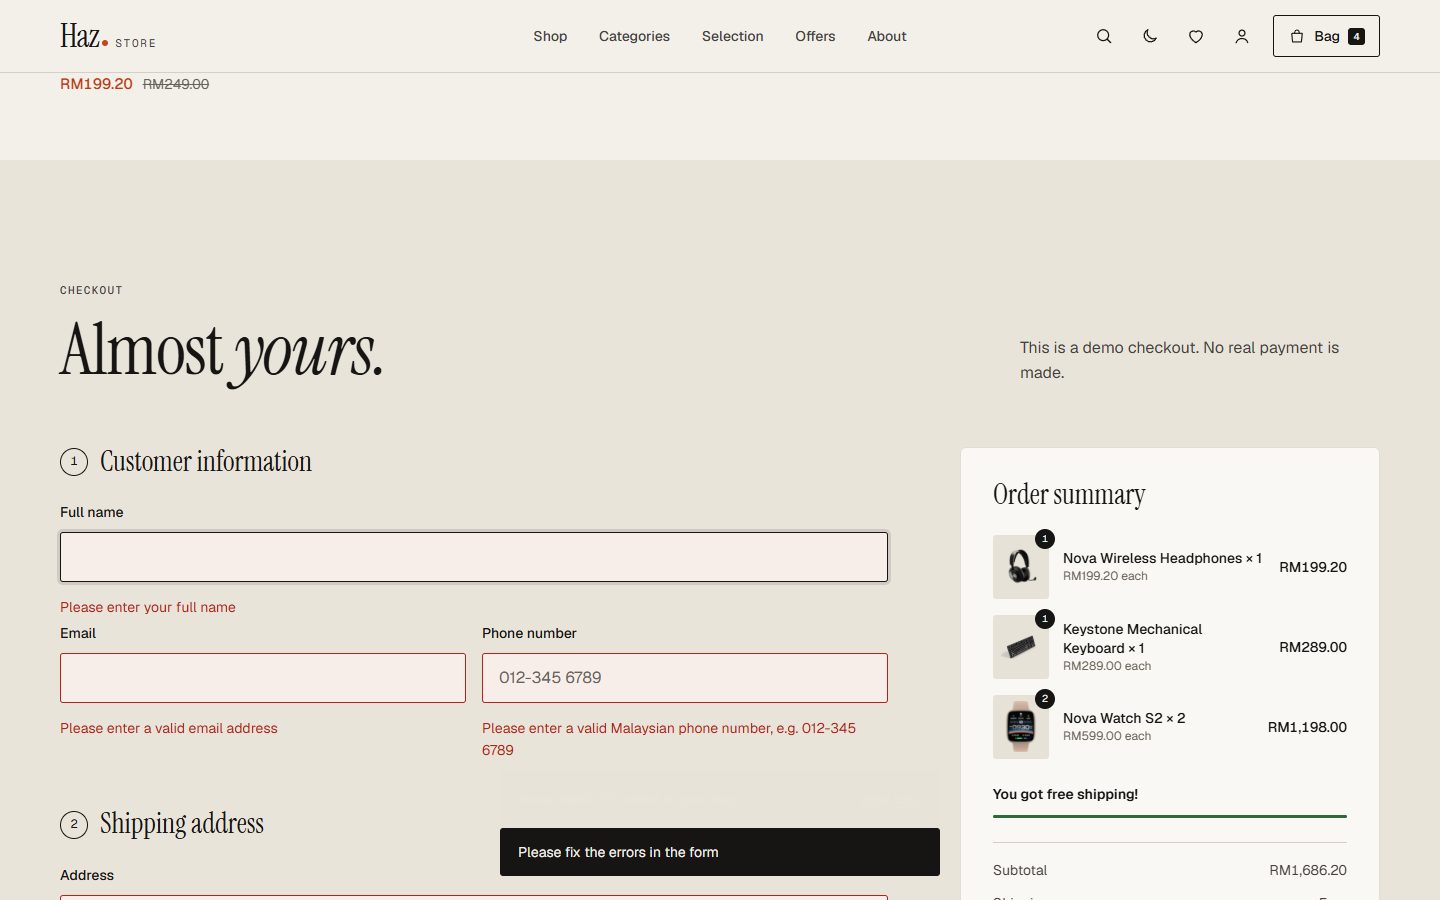 Haz. STORE
Shop
Categories
Selection
Offers
About
Bag 4
RM199.20 RM249.00
CHECKOUT
Almost yours.
This is a demo checkout. No real payment is
made.
1 Customer information
Full name
Please enter your full name
Email
Phone number
012-345 6789
Please enter a valid email address
Please enter a valid Malaysian phone number, e.g. 012-345
6789
2 Shipping address
Address
Please fix the errors in the form
Order summary
1
Nova Wireless Headphones × 1
RM199.20 each
RM199.20
1
Keystone Mechanical
Keyboard × 1
RM289.00 each
RM289.00
2
Nova Watch S2 × 2
RM599.00 each
RM1,198.00
You got free shipping!
Subtotal
RM1,686.20